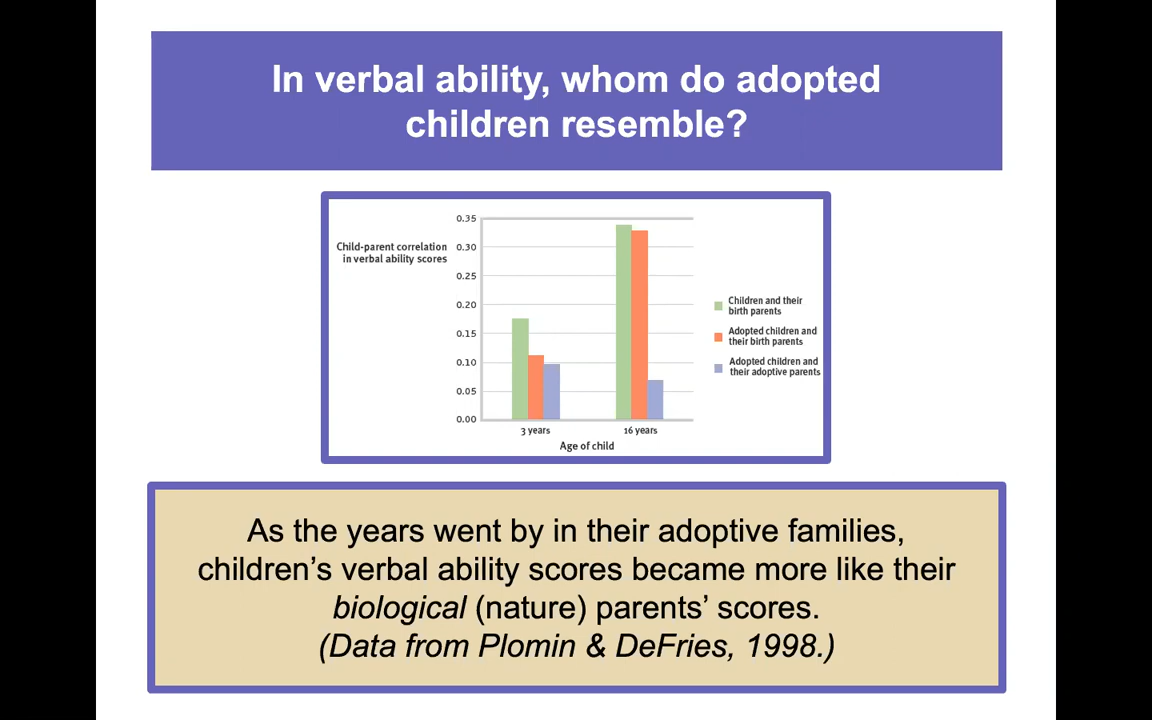 In verbal ability, whom do adopted
children resemble?
Child-parent correlation
in verbal ability scores
0.35
0.30
0.25
0.20
0.15
0.10
0.05
0.00
3 years
16 years
Age of child
Children and their
birth parents
Adopted children and
their birth parents
Adopted children and
their adoptive parents
As the years went by in their adoptive families,
children’s verbal ability scores became more like their
biological (nature) parents’ scores.
(Data from Plomin & DeFries, 1998.)